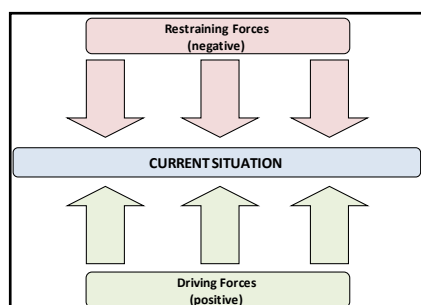 Restraining Forces
(negative)
CURRENT SITUATION
Driving Forces
(positive)